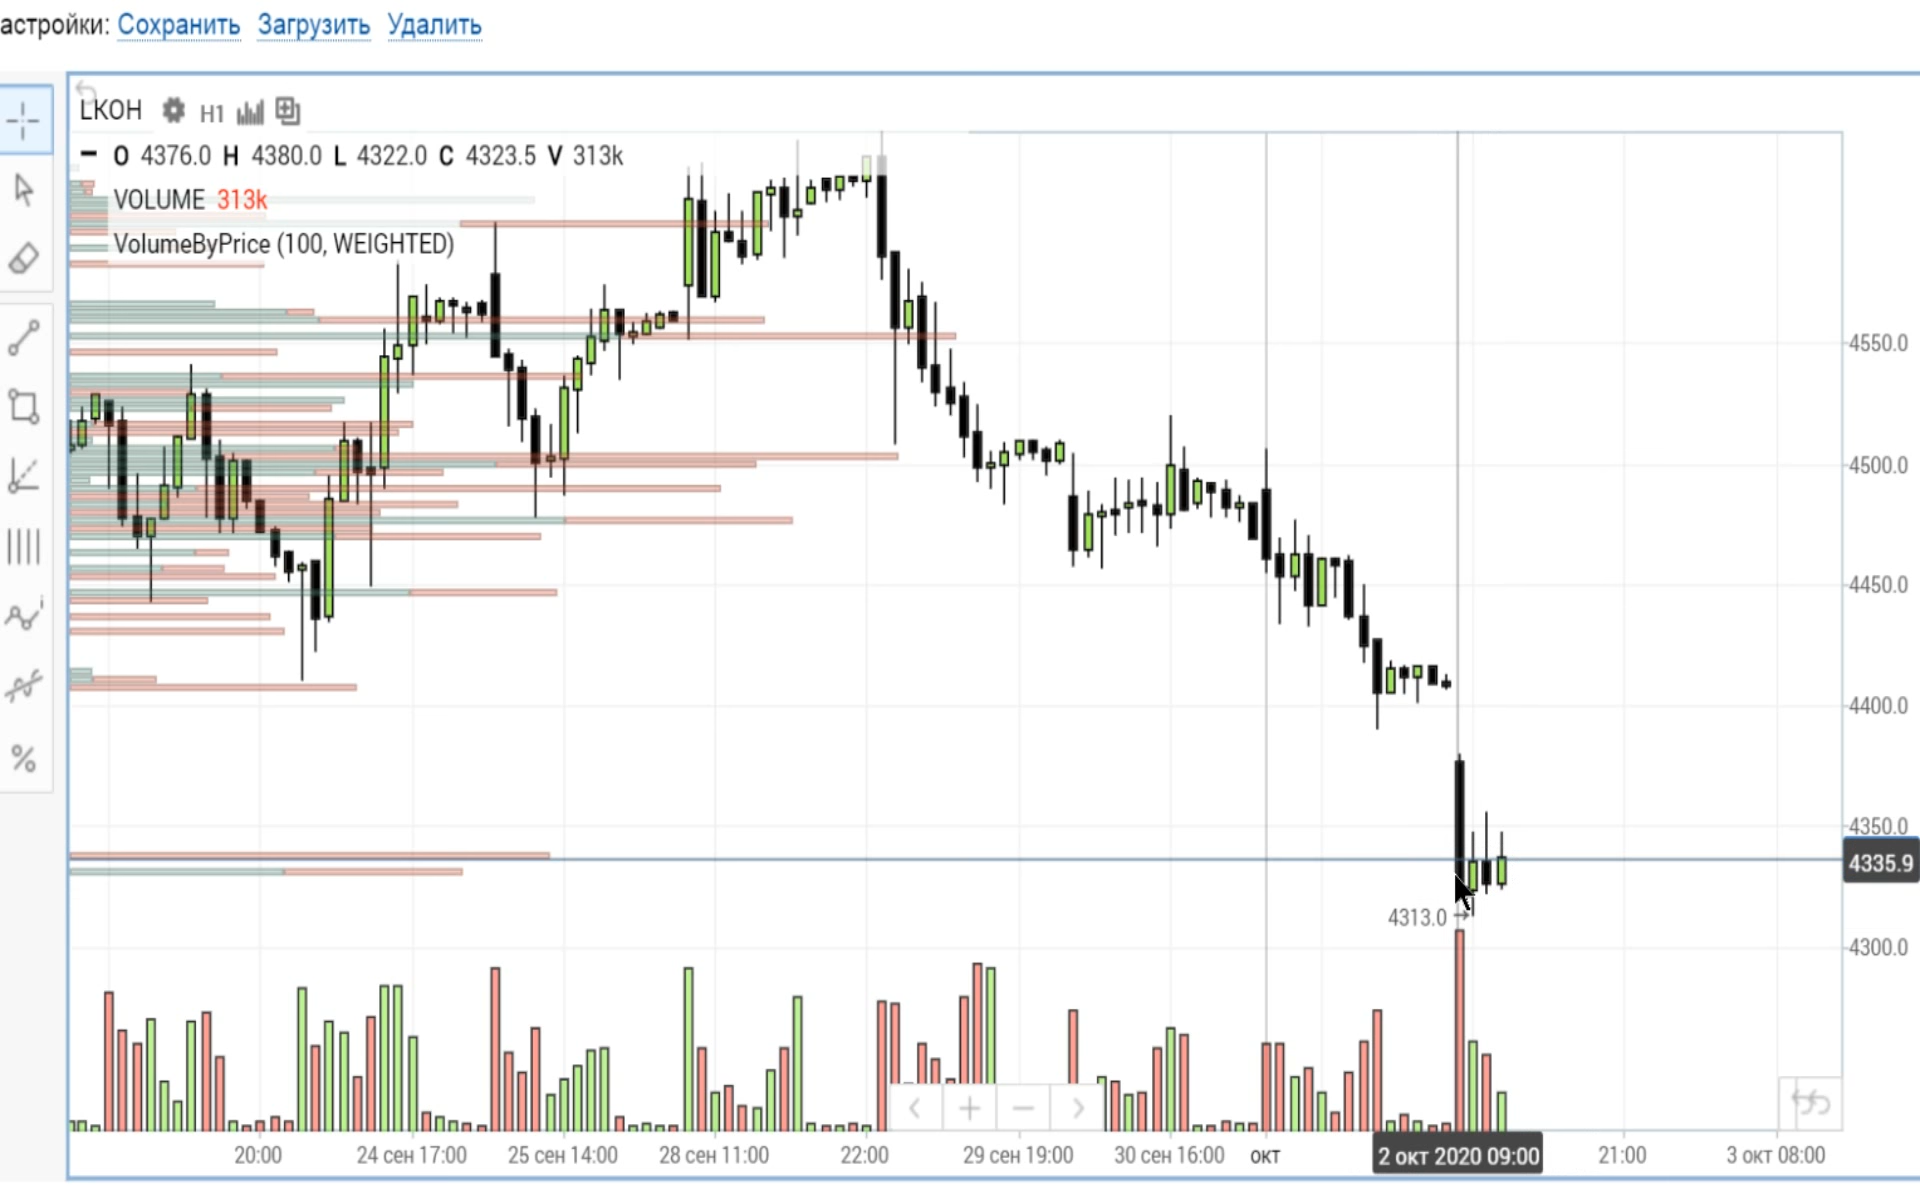 астройки: Сохранить Загрузить Удалить
LKOH H1
O 4376.0 H 4380.0 L 4322.0 C 4323.5 V 313k
VOLUME 313k
VolumeByPrice (100, WEIGHTED)
4550.0
4500.0
4450.0
4400.0
4350.0
4335.9
4313.0
4300.0
20:00 24 сен 17:00 25 сен 14:00 28 сен 11:00 22:00 29 сен 19:00 30 сен 16:00 окт 2 окт 2020 09:00 21:00 3 окт 08:00